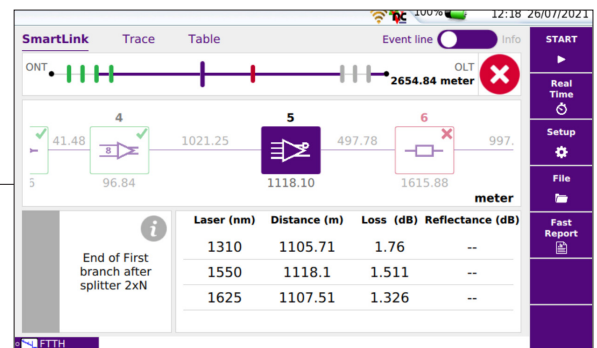 100% 12:18 26/07/2021
SmartLink Trace Table Event line Info START
ONT OLT
2654.84 meter
Real
Time
4 5 6
41.48 8 1021.25 497.78 997.
Setup
96.84 1118.10 1615.88
meter
File
Laser (nm) Distance (m) Loss (dB) Reflectance (dB)
Fast
Report
i
1310 1105.71 1.76 --
End of First
branch after
splitter 2xN
1550 1118.1 1.511 --
1625 1107.51 1.326 --
FTTH